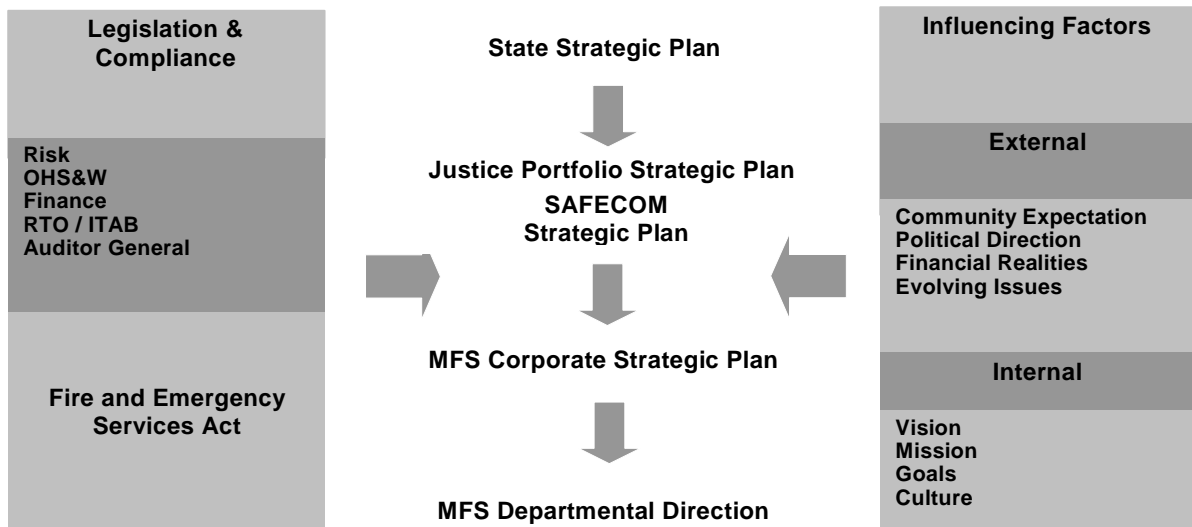 Legislation &
Compliance
Risk
OHS&W
Finance
RTO / ITAB
Auditor General
Fire and Emergency
Services Act
State Strategic Plan
Justice Portfolio Strategic Plan
SAFECOM
Strategic Plan
MFS Corporate Strategic Plan
MFS Departmental Direction
Influencing Factors
External
Community Expectation
Political Direction
Financial Realities
Evolving Issues
Internal
Vision
Mission
Goals
Culture